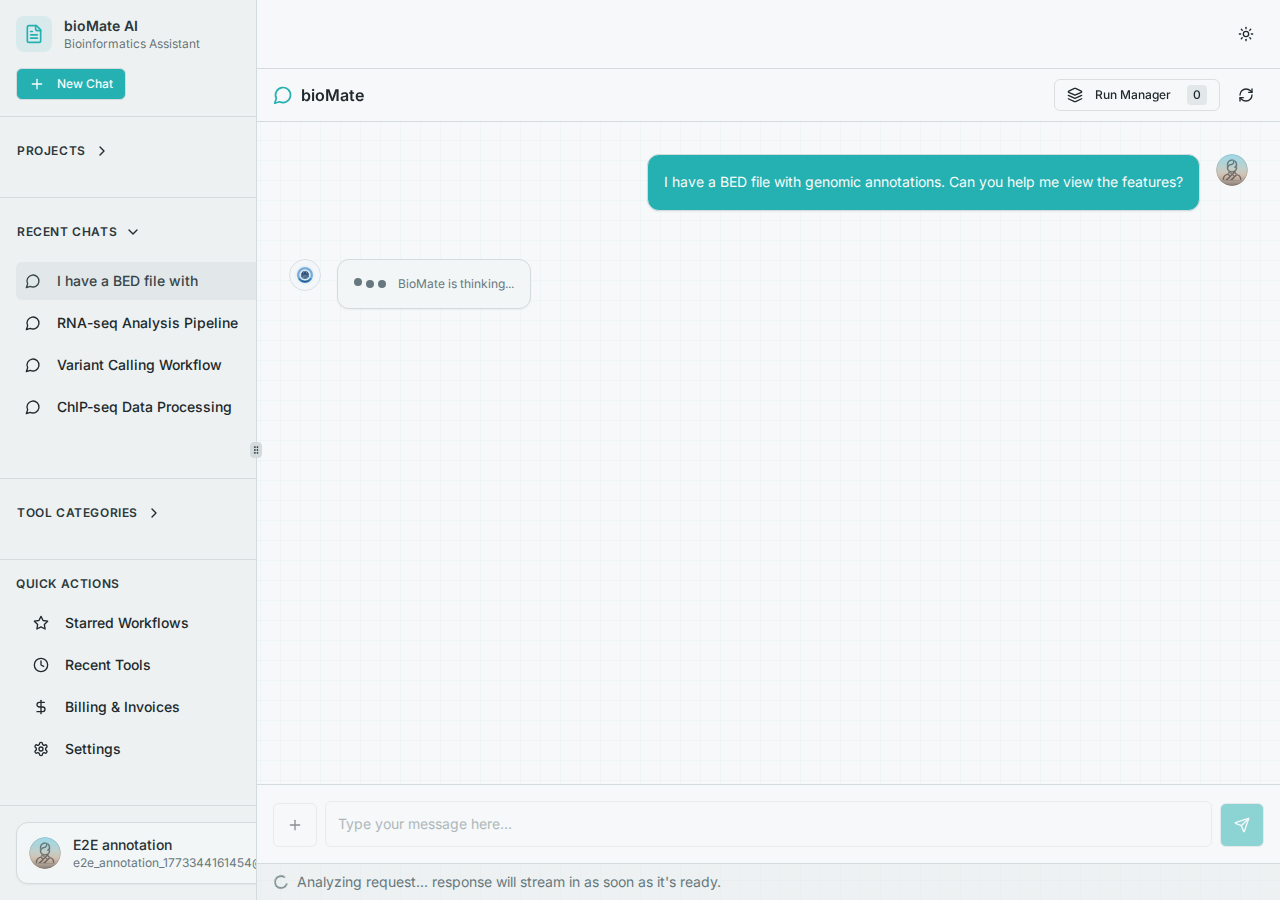 bioMate AI
Bioinformatics Assistant
New Chat
PROJECTS
RECENT CHATS
I have a BED file with
RNA-seq Analysis Pipeline
Variant Calling Workflow
ChIP-seq Data Processing
TOOL CATEGORIES
QUICK ACTIONS
Starred Workflows
Recent Tools
Billing & Invoices
Settings
E2E annotation
e2e_annotation_1773344161454@
bioMate
Run Manager 0
I have a BED file with genomic annotations. Can you help me view the features?
BioMate is thinking...
Type your message here...
Analyzing request... response will stream in as soon as it's ready.